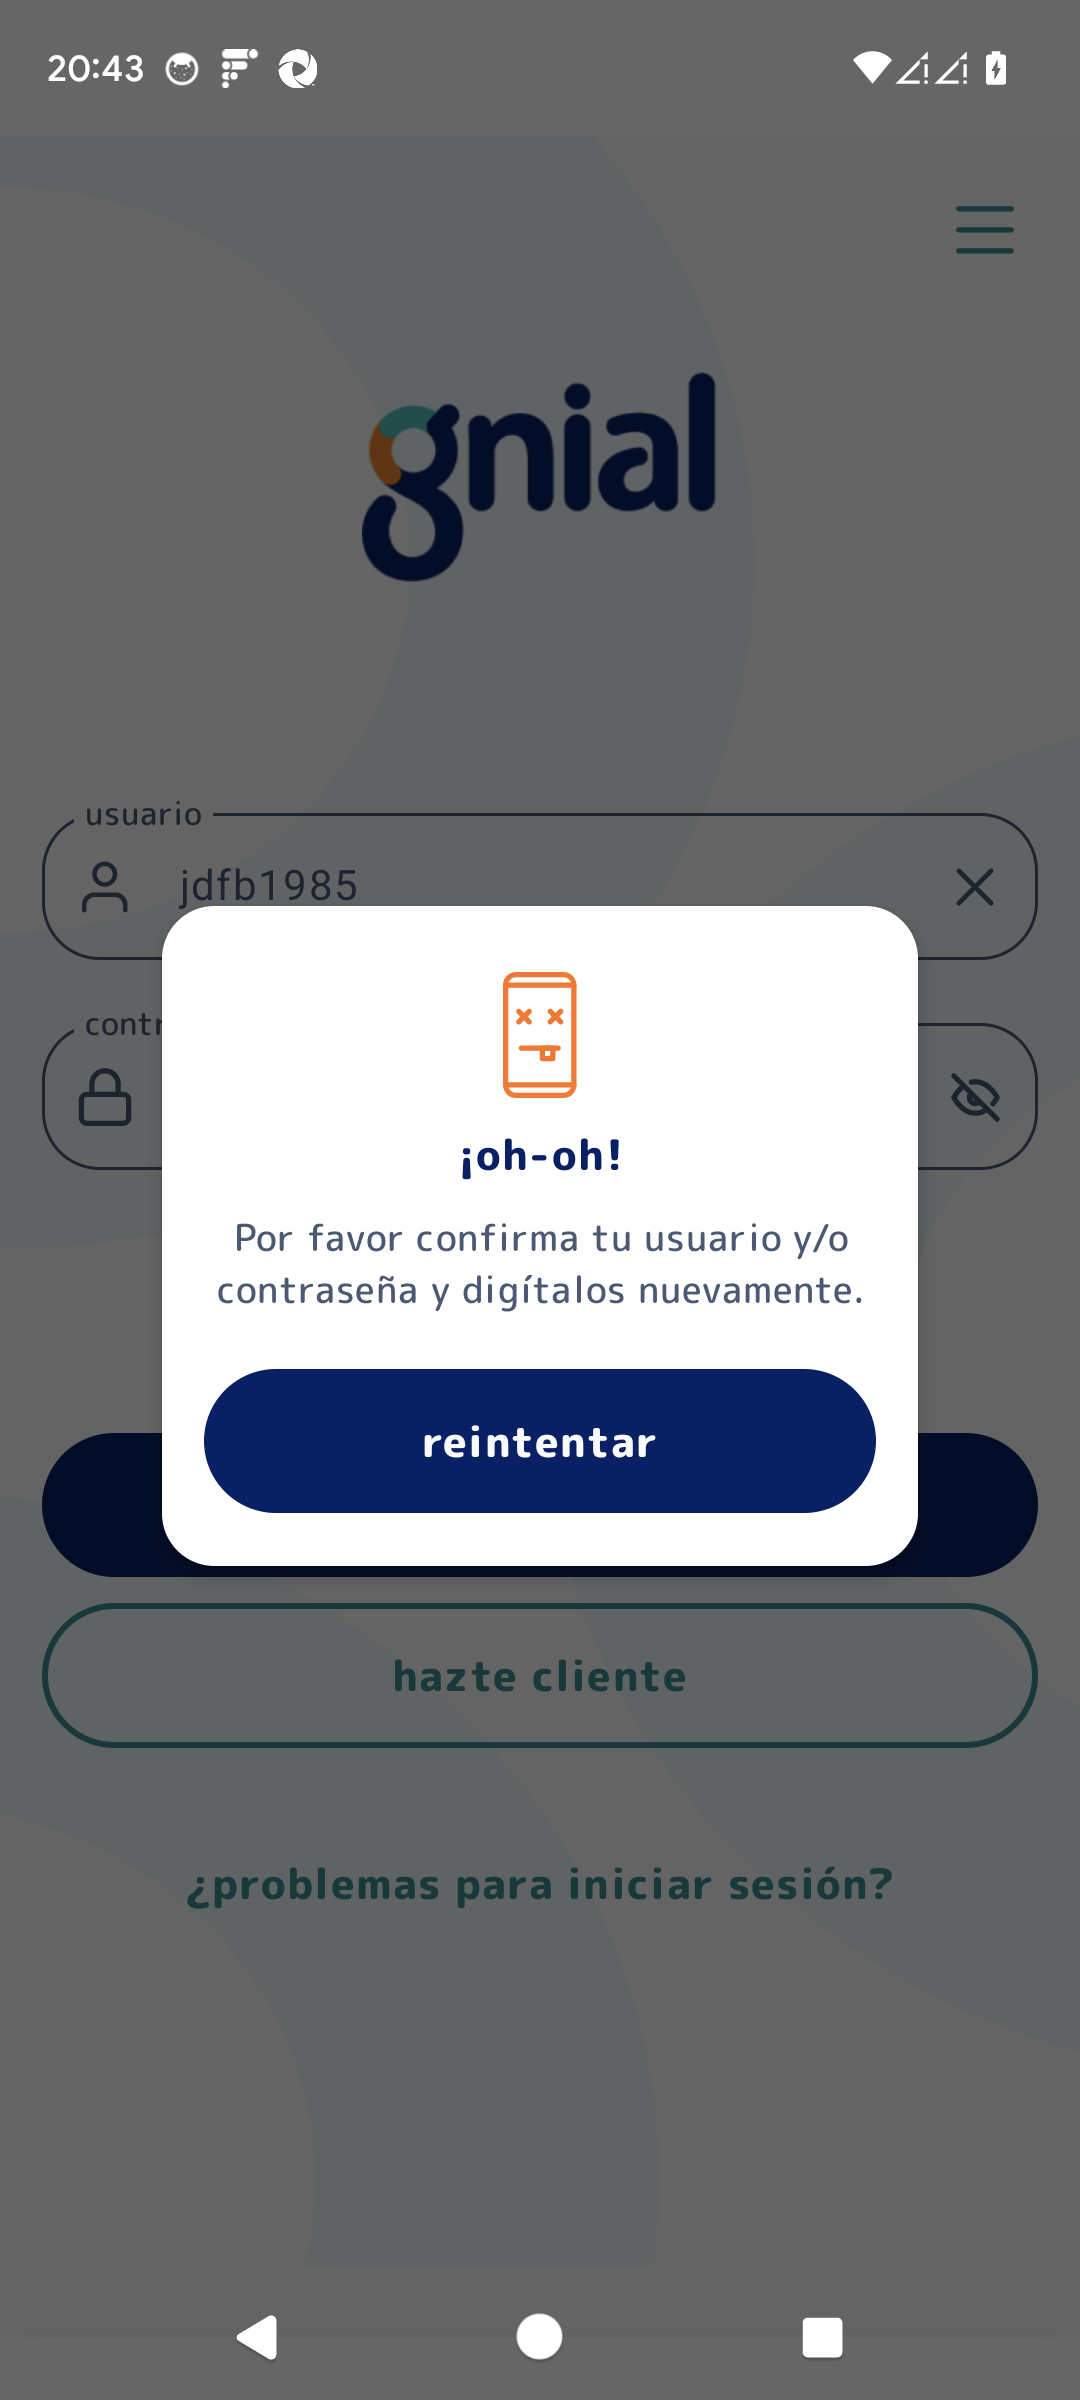 20:43
gnial
usuario
jdfb1985
contr
¡oh-oh!
Por favor confirma tu usuario y/o
contraseña y digítalos nuevamente.
reintentar
hazte cliente
¿problemas para iniciar sesión?